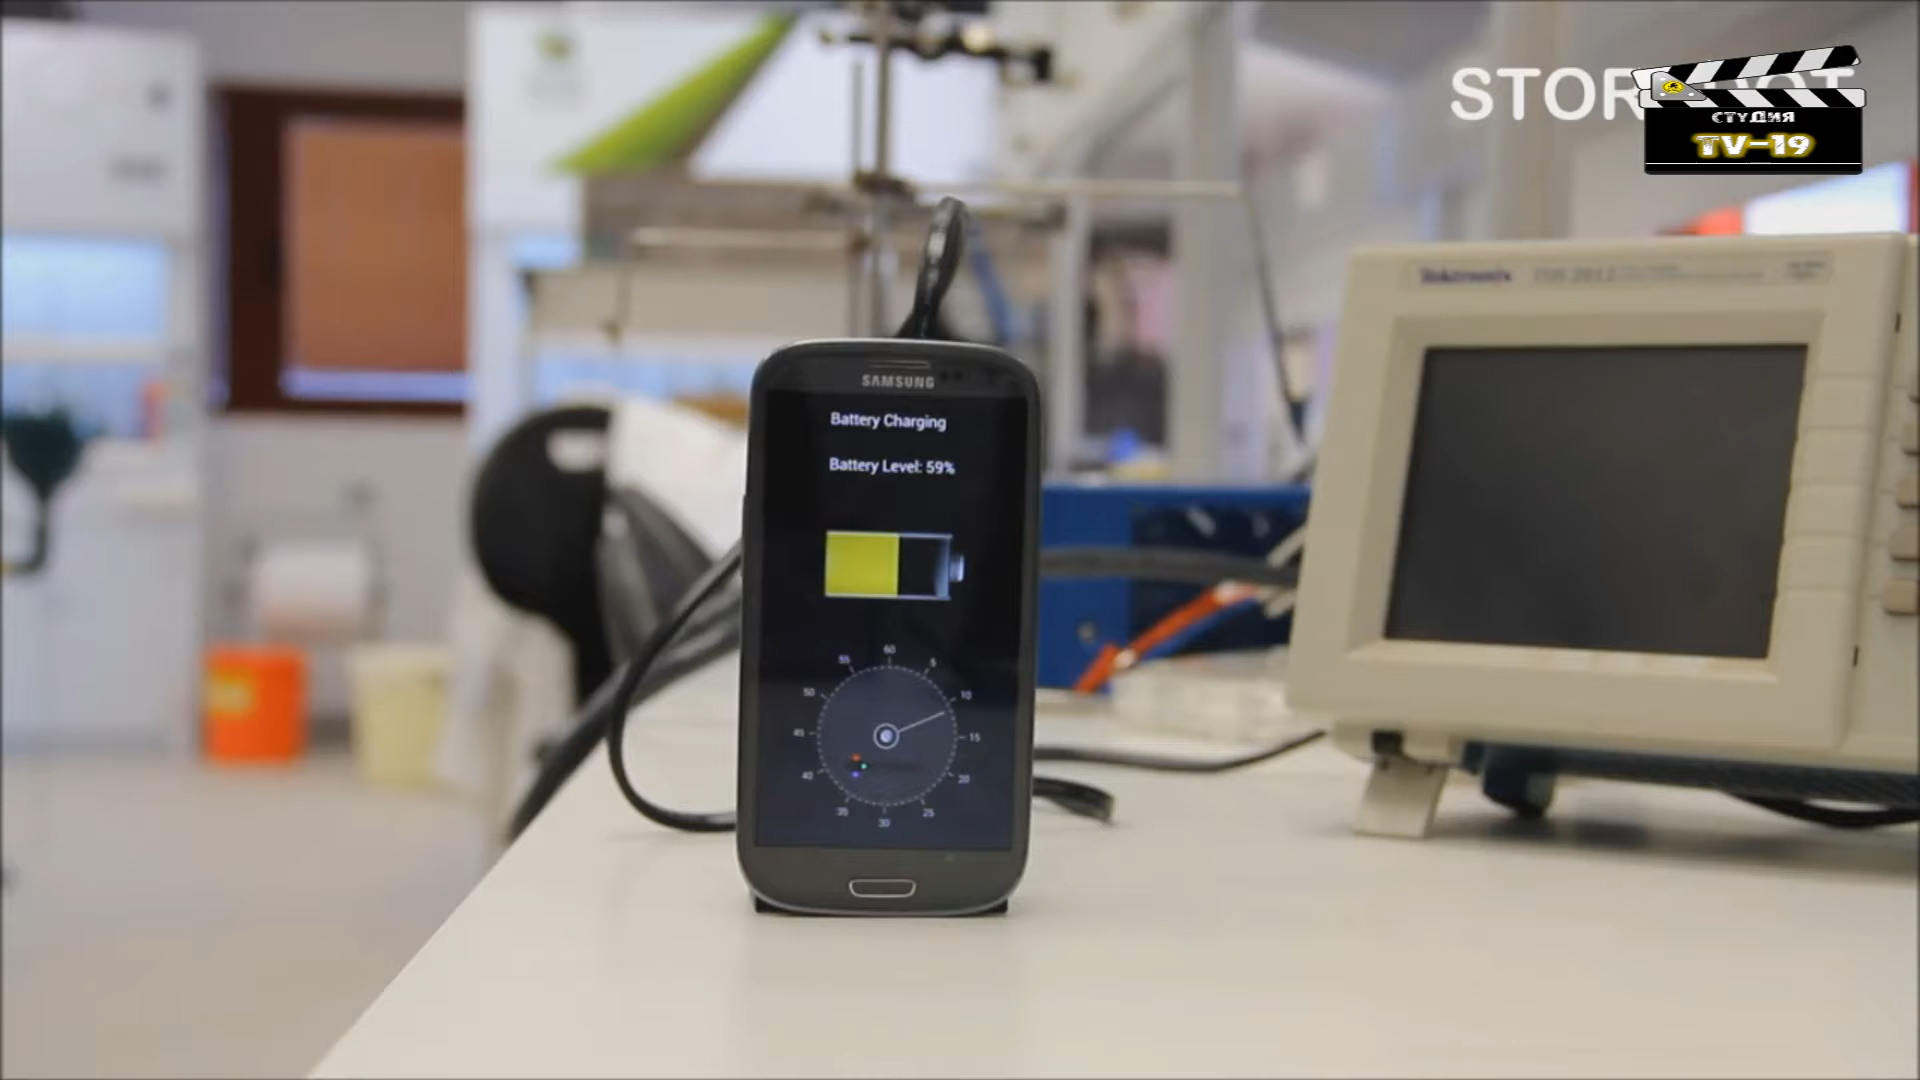 STOR
СТУДИЯ
TV-19
Tektronix
SAMSUNG
Battery Charging
Battery Level: 59%
60
55
5
50
10
45
15
40
20
35
25
30